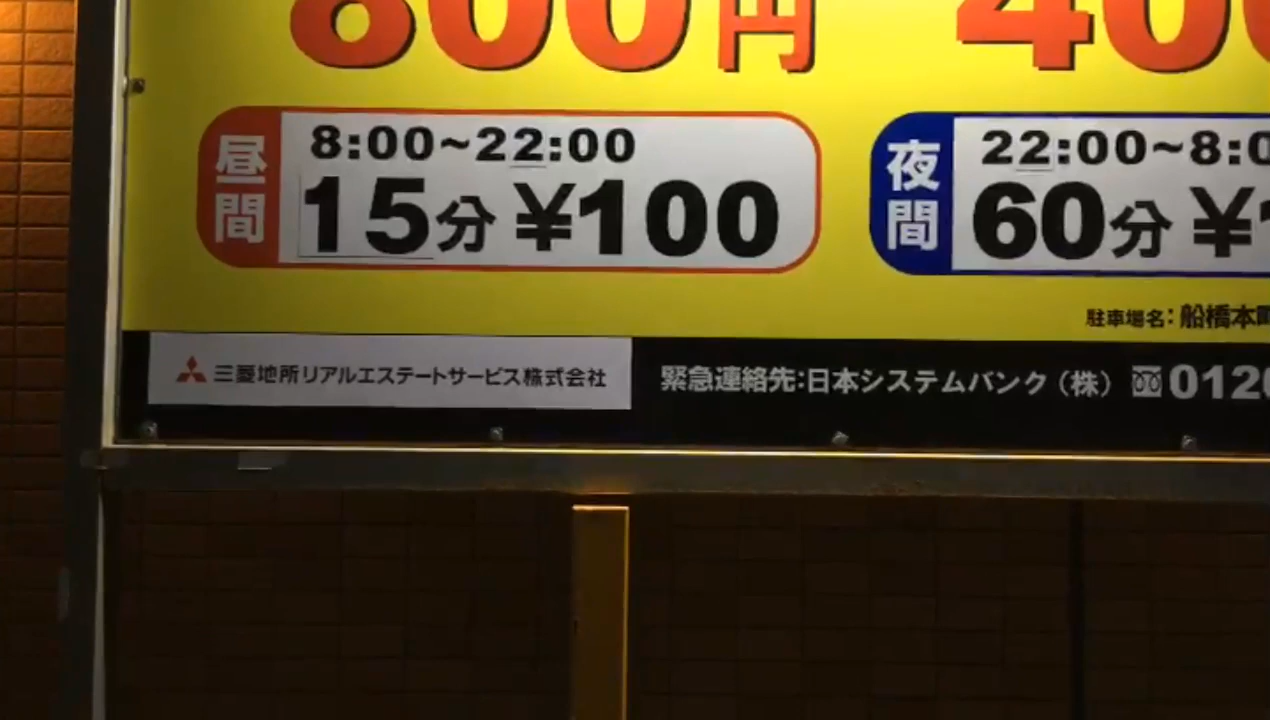 800円
昼間
8:00~22:00
15分 ¥100
夜間
22:00~8:0
60分 ¥1
駐車場名:船橋本町
三菱地所リアルエステートサービス株式会社
緊急連絡先:日本システムバンク(株) 0120